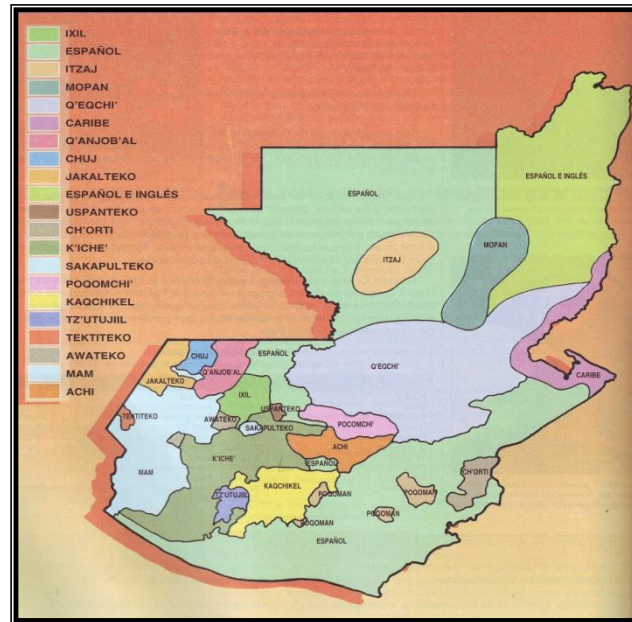 IXIL
ESPAÑOL
ITZAJ
MOPAN
Q'EQCHI'
CARIBE
Q'ANJOB'AL
CHUJ
JAKALTEKO
ESPAÑOL E INGLÉS
USPANTEKO
CH'ORTI
K'ICHE'
SAKAPULTEKO
POQOMCHI'
KAQCHIKEL
TZ'UTUJIIL
TEKTITEKO
AWATEKO
MAM
ACHI
ESPAÑOL
ESPAÑOL E INGLÉS
ITZAJ
MOPAN
CHUJ
Q'ANJOB'AL
ESPAÑOL
JAKALTEKO
Q'EQCHI'
CARIBE
IXIL
USPANTEKO
TEKTITEKO
AWATEKO
SAKAPULTEKO
POCOMCHI'
ACHI
K'ICHE'
MAM
ESPAÑOL
CH'ORTI
KAQCHIKEL
TZ'UTUJIIL
POQOMAN
POQOMAN
POQOMAN
POQOMAN
ESPAÑOL